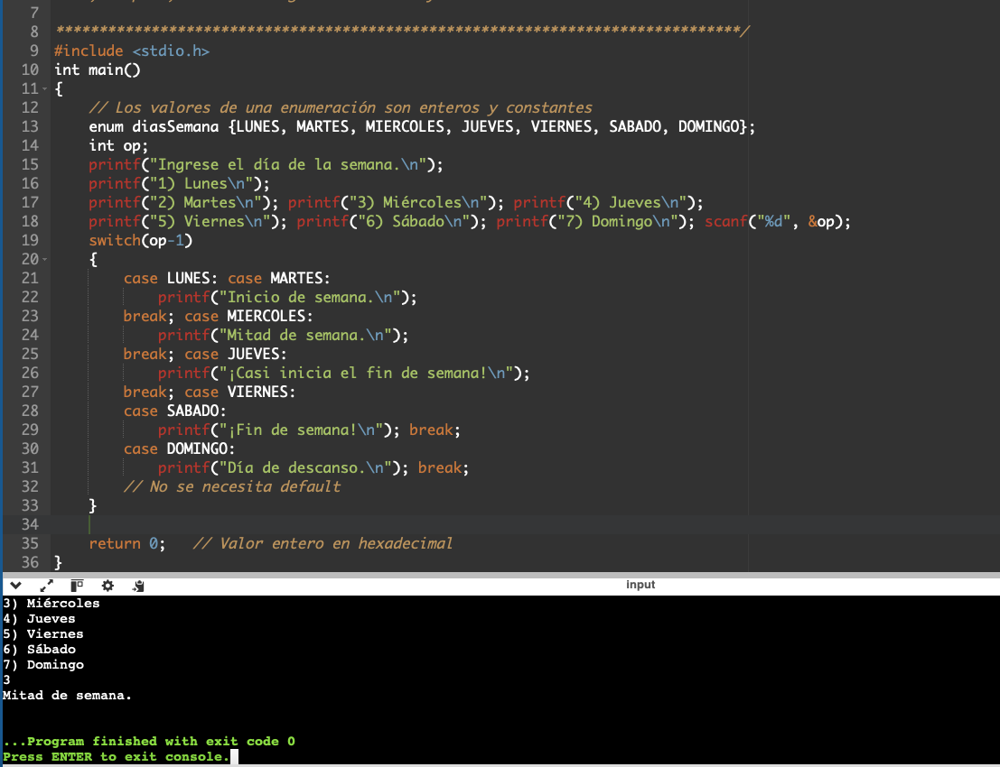 7
8 *******************************************************************************/
9 #include <stdio.h>
10 int main()
11 {
12 // Los valores de una enumeración son enteros y constantes
13 enum diasSemana {LUNES, MARTES, MIERCOLES, JUEVES, VIERNES, SABADO, DOMINGO};
14 int op;
15 printf("Ingrese el día de la semana.\n");
16 printf("1) Lunes\n");
17 printf("2) Martes\n"); printf("3) Miércoles\n"); printf("4) Jueves\n");
18 printf("5) Viernes\n"); printf("6) Sábado\n"); printf("7) Domingo\n"); scanf("%d", &op);
19 switch(op-1)
20 {
21 case LUNES: case MARTES:
22 printf("Inicio de semana.\n");
23 break; case MIERCOLES:
24 printf("Mitad de semana.\n");
25 break; case JUEVES:
26 printf("¡Casi inicia el fin de semana!\n");
27 break; case VIERNES:
28 case SABADO:
29 printf("¡Fin de semana!\n"); break;
30 case DOMINGO:
31 printf("Día de descanso.\n"); break;
32 // No se necesita default
33 }
34
35 return 0; // Valor entero en hexadecimal
36 }
input
3) Miércoles
4) Jueves
5) Viernes
6) Sábado
7) Domingo
3
Mitad de semana.
...Program finished with exit code 0
Press ENTER to exit console.